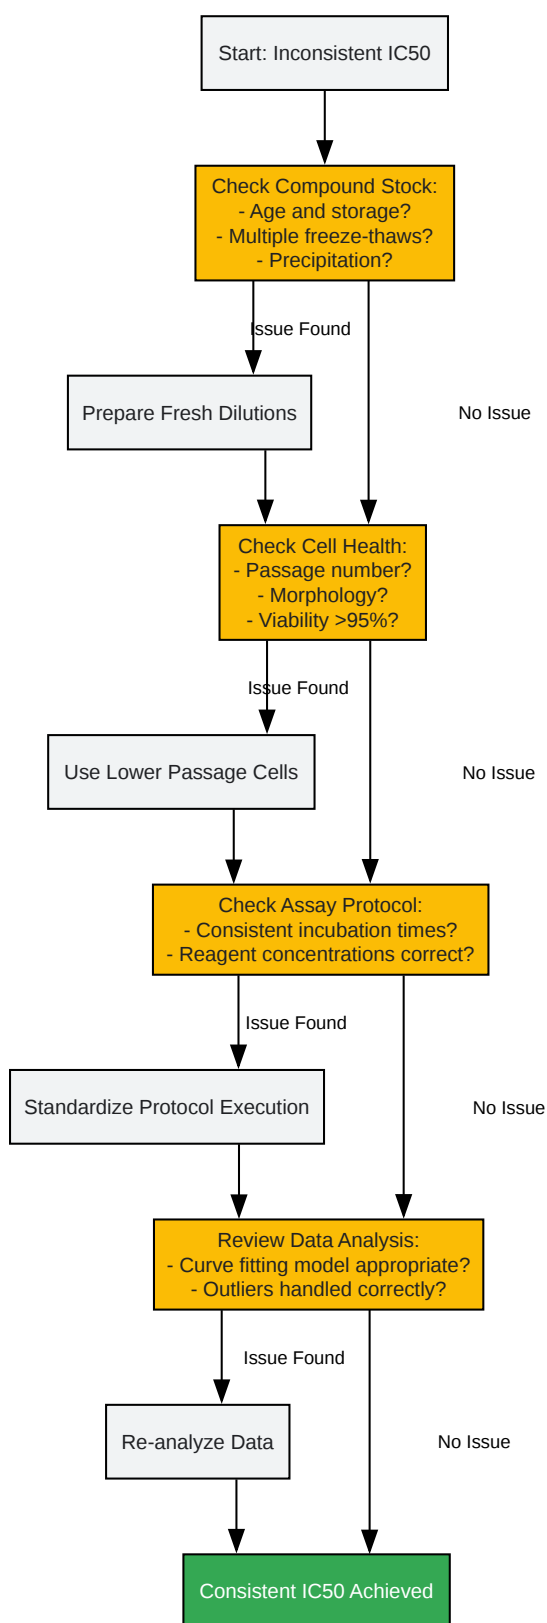 Start: Inconsistent IC50
Check Compound Stock:
- Age and storage?
- Multiple freeze-thaws?
- Precipitation?
Issue Found
Prepare Fresh Dilutions
No Issue
Check Cell Health:
- Passage number?
- Morphology?
- Viability >95%?
Issue Found
Use Lower Passage Cells
No Issue
Check Assay Protocol:
- Consistent incubation times?
- Reagent concentrations correct?
Issue Found
Standardize Protocol Execution
No Issue
Review Data Analysis:
- Curve fitting model appropriate?
- Outliers handled correctly?
Issue Found
Re-analyze Data
No Issue
Consistent IC50 Achieved